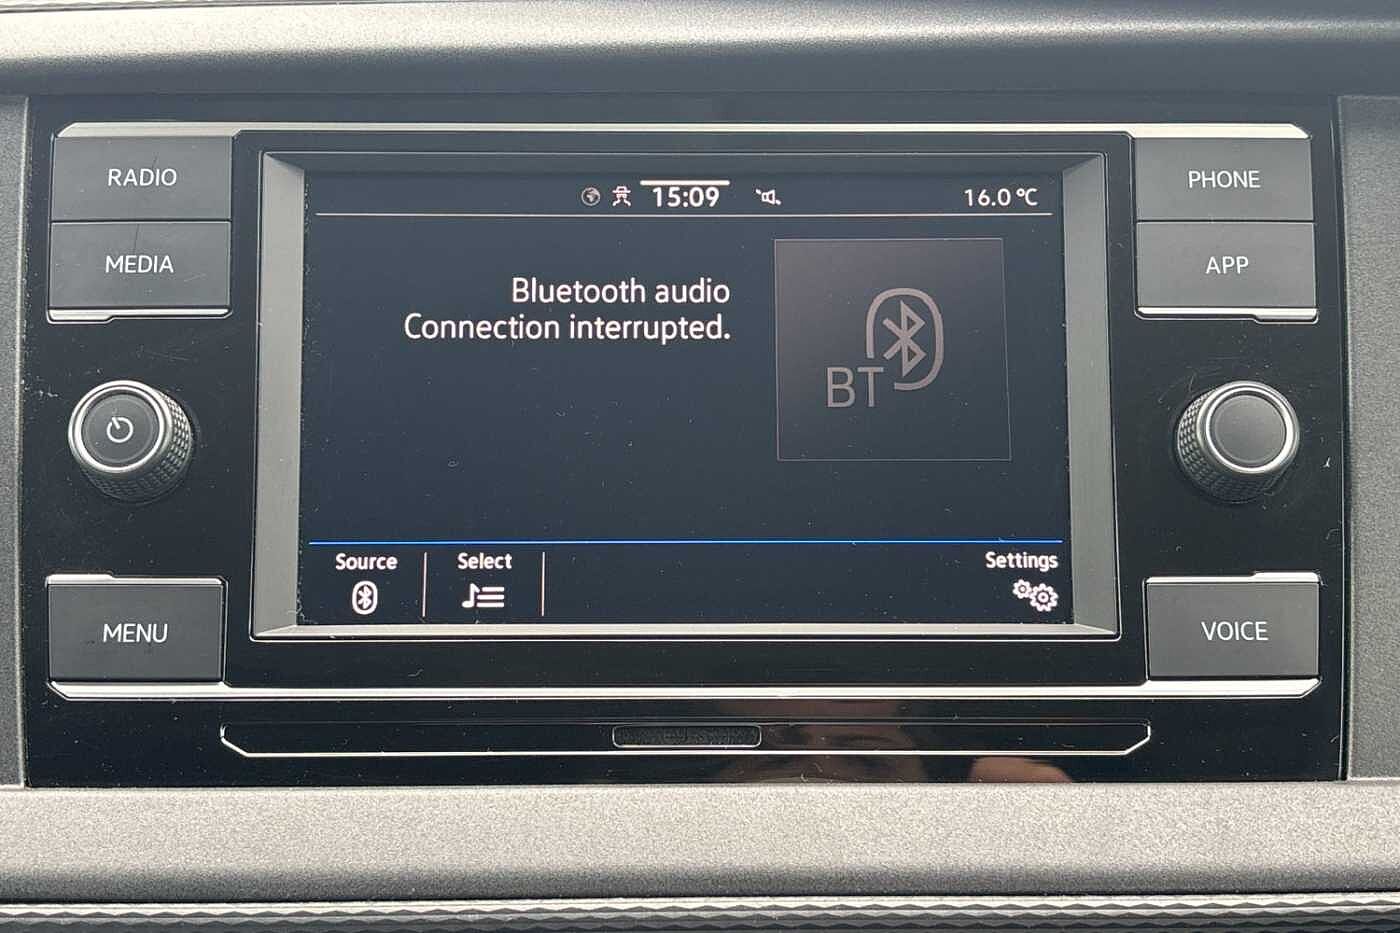 RADIO
MEDIA
MENU
15:09
16.0 °C
Bluetooth audio
Connection interrupted.
BT
Source
Select
Settings
PHONE
APP
VOICE